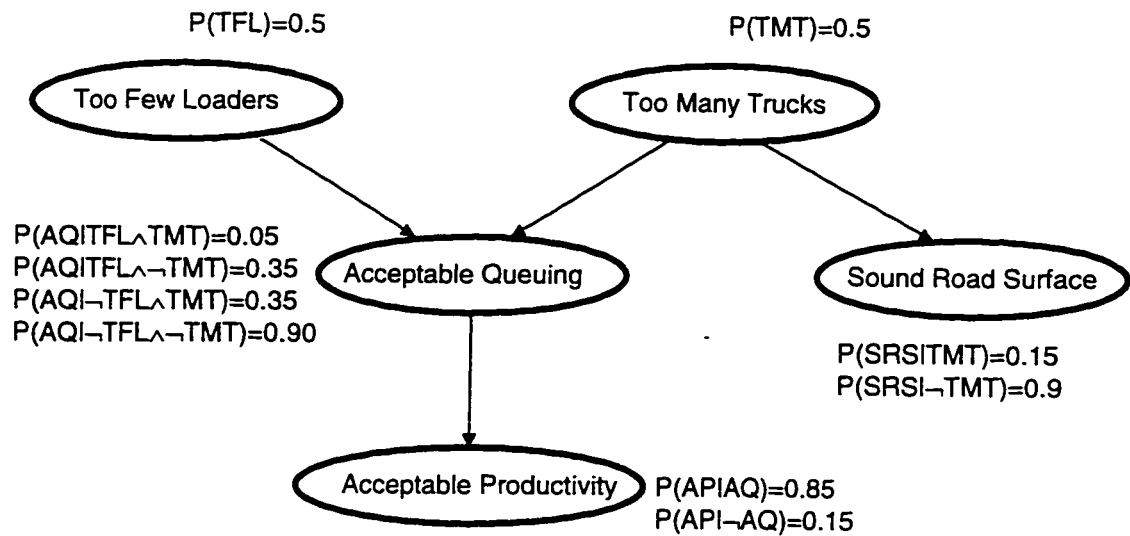 P(TFL)=0.5
P(TMT)=0.5
Too Few Loaders
Too Many Trucks
P(AQ|TFL∧TMT)=0.05
P(AQ|TFL∧¬TMT)=0.35
P(AQ|¬TFL∧TMT)=0.35
P(AQ|¬TFL∧¬TMT)=0.90
Acceptable Queuing
Sound Road Surface
P(SRS|TMT)=0.15
P(SRS|¬TMT)=0.9
Acceptable Productivity
P(AP|AQ)=0.85
P(AP|¬AQ)=0.15